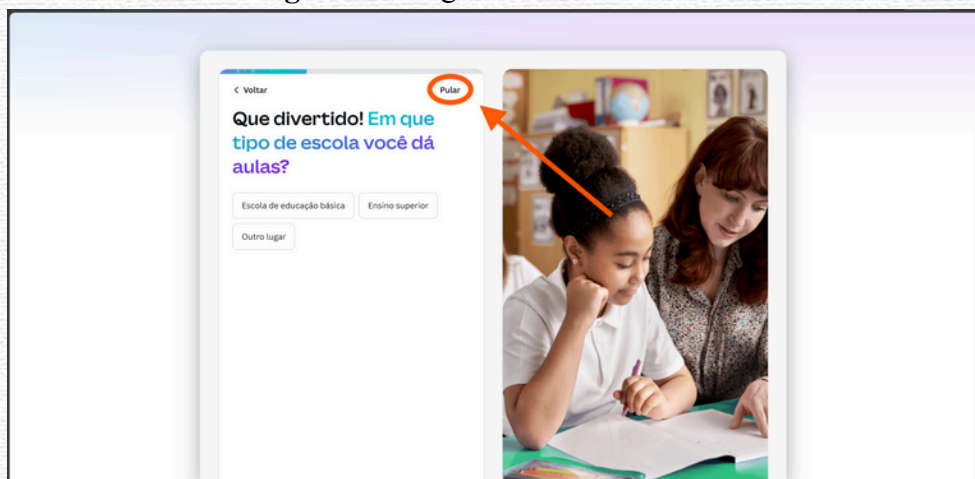 < Voltar
Pular
Que divertido! Em que
tipo de escola você dá
aulas?
Escola de educação básica
Ensino superior
Outro lugar